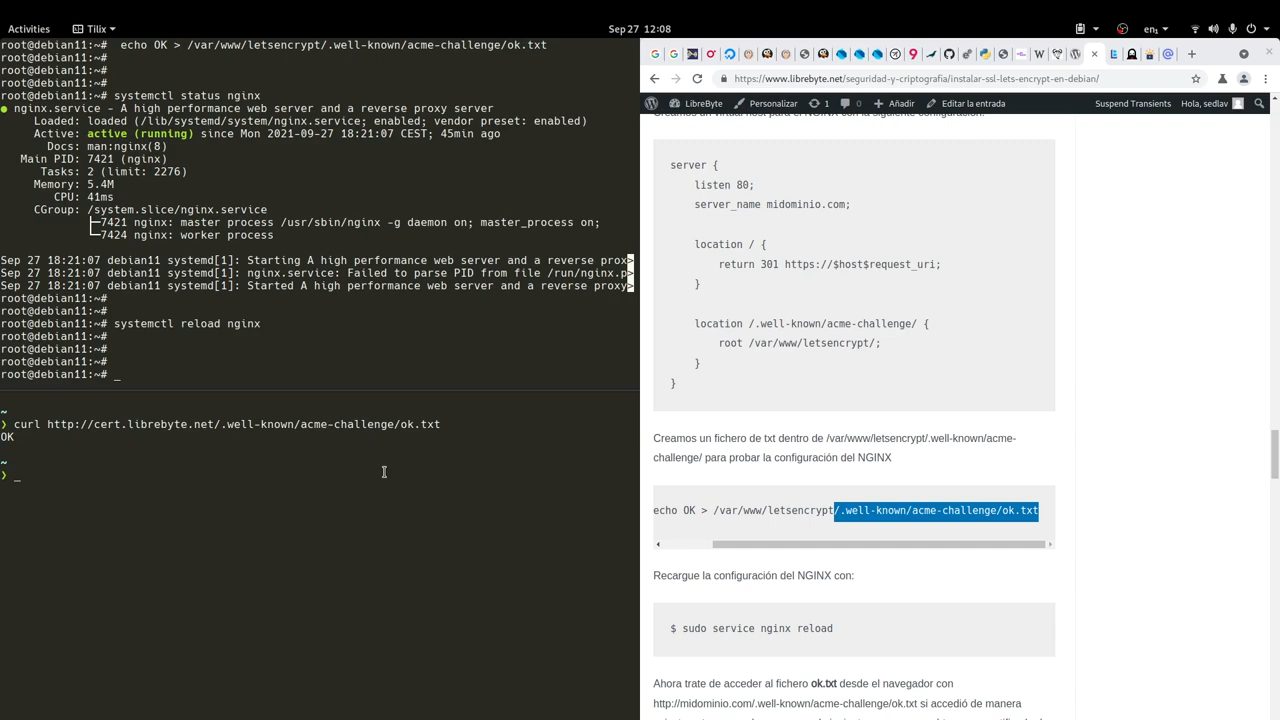 Activities
Tilix
Sep 27 12:08
en₁
root@debian11:~#  echo OK > /var/www/letsencrypt/.well-known/acme-challenge/ok.txt
root@debian11:~#
root@debian11:~#
root@debian11:~#
root@debian11:~# systemctl status nginx
● nginx.service - A high performance web server and a reverse proxy server
Loaded: loaded (/lib/systemd/system/nginx.service; enabled; vendor preset: enabled)
Active: active (running) since Mon 2021-09-27 18:21:07 CEST; 45min ago
Docs: man:nginx(8)
Main PID: 7421 (nginx)
Tasks: 2 (limit: 2276)
Memory: 5.4M
CPU: 41ms
CGroup: /system.slice/nginx.service
├─7421 nginx: master process /usr/sbin/nginx -g daemon on; master_process on;
└─7424 nginx: worker process
Sep 27 18:21:07 debian11 systemd[1]: Starting A high performance web server and a reverse prox>
Sep 27 18:21:07 debian11 systemd[1]: nginx.service: Failed to parse PID from file /run/nginx.p>
Sep 27 18:21:07 debian11 systemd[1]: Started A high performance web server and a reverse proxy>
root@debian11:~#
root@debian11:~#
root@debian11:~# systemctl reload nginx
root@debian11:~#
root@debian11:~#
root@debian11:~#
root@debian11:~# _
~
❯ curl http://cert.librebyte.net/.well-known/acme-challenge/ok.txt
OK
~
❯ _
https://www.librebyte.net/seguridad-y-criptografia/instalar-ssl-lets-encrypt-en-debian/
LibreByte
Personalizar
1
0
Añadir
Editar la entrada
Suspend Transients
Hola, sedlav
Creamos un virtual host para el NGINX con la siguiente configuración:
server {
listen 80;
server_name midominio.com;
location / {
return 301 https://$host$request_uri;
}
location /.well-known/acme-challenge/ {
root /var/www/letsencrypt/;
}
}
Creamos un fichero de txt dentro de /var/www/letsencrypt/.well-known/acme-
challenge/ para probar la configuración del NGINX
echo OK > /var/www/letsencrypt/.well-known/acme-challenge/ok.txt
Recargue la configuración del NGINX con:
$ sudo service nginx reload
Ahora trate de acceder al fichero ok.txt desde el navegador con
http://midominio.com/.well-known/acme-challenge/ok.txt si accedió de manera